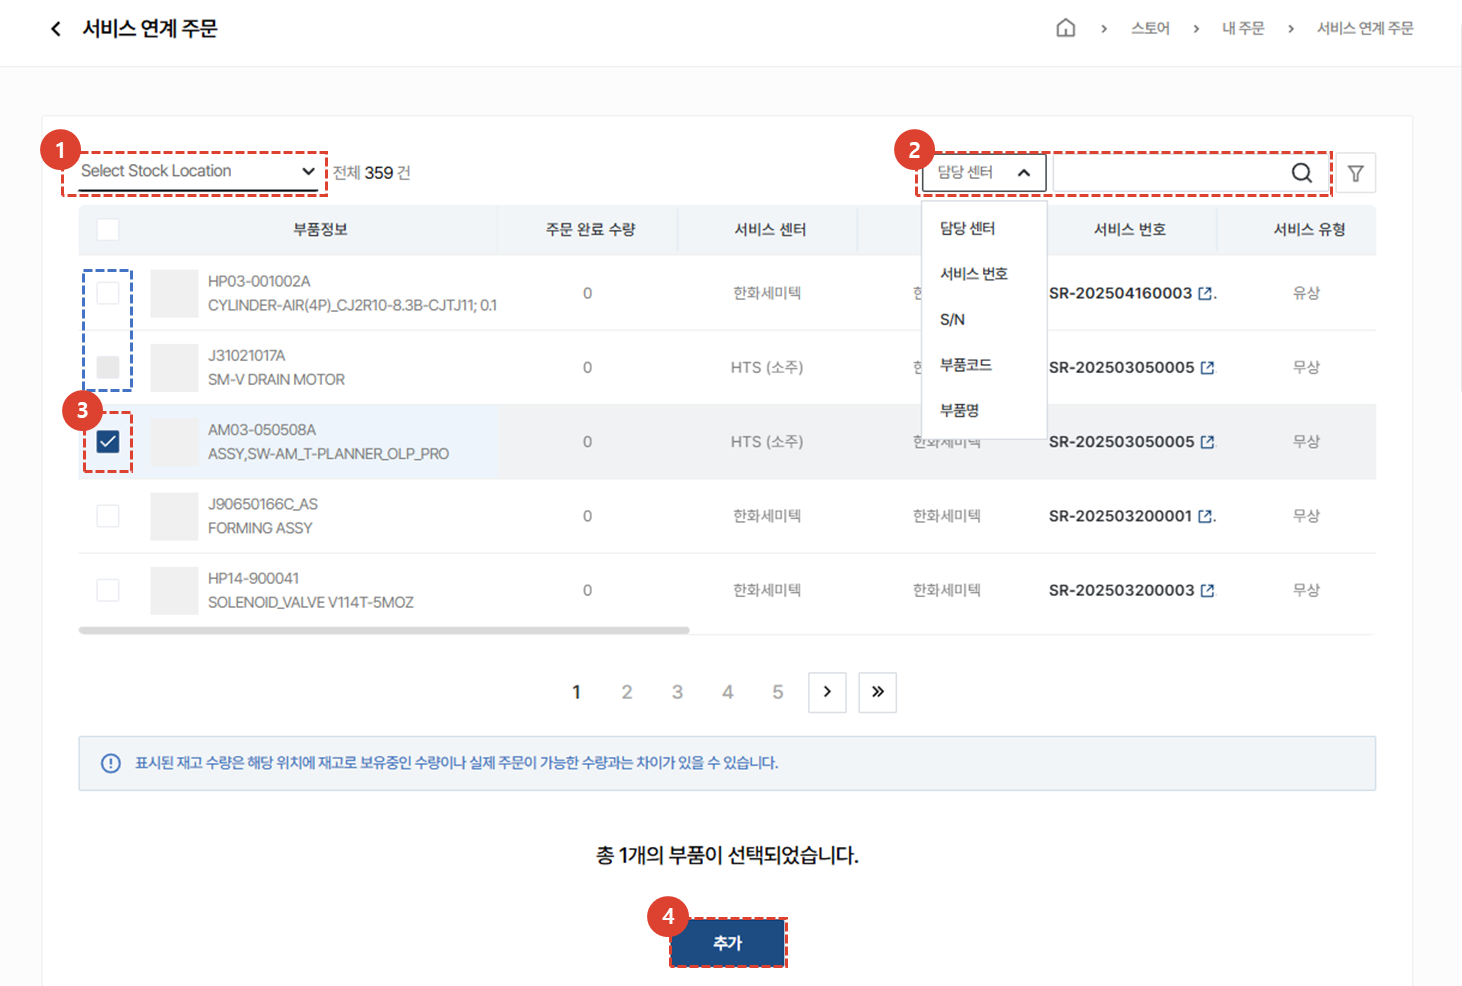 서비스 연계 주문
스토어 내 주문 서비스 연계 주문
1
Select Stock Location
전체 359 건
2
담당 센터
담당 센터
서비스 번호
S/N
부품코드
부품명
부품정보 주문 완료 수량 서비스 센터 서비스 번호 서비스 유형
HP03-001002A
CYLINDER-AIR(4P)_CJ2R10-8.3B-CJTJ11; 0.1
0 한화세미텍 SR-202504160003 유상
J31021017A
SM-V DRAIN MOTOR
0 HTS (소주) SR-202503050005 무상
3
AM03-050508A
ASSY,SW-AM_T-PLANNER_OLP_PRO
0 HTS (소주) 한화세미텍 SR-202503050005 무상
J90650166C_AS
FORMING ASSY
0 한화세미텍 한화세미텍 SR-202503200001 무상
HP14-900041
SOLENOID_VALVE V114T-5MOZ
0 한화세미텍 한화세미텍 SR-202503200003 무상
1 2 3 4 5
표시된 재고 수량은 해당 위치에 재고로 보유중인 수량이나 실제 주문이 가능한 수량과는 차이가 있을 수 있습니다.
총 1개의 부품이 선택되었습니다.
4
추가